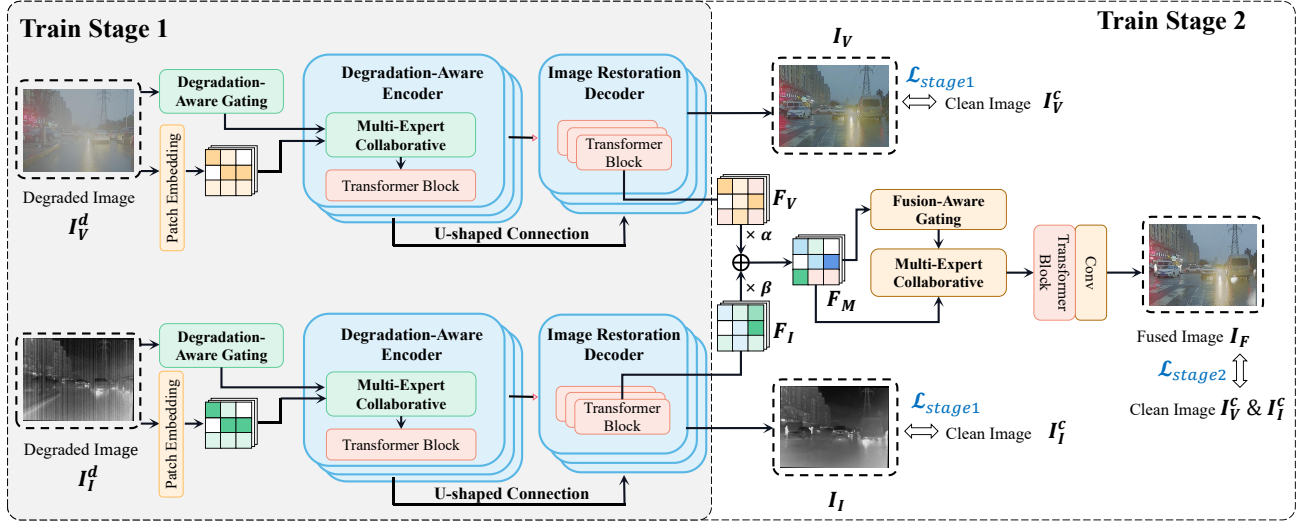 Train Stage 1
Train Stage 2
Degradation-
Aware Gating
Degraded Image
I_V^d
Patch Embedding
Degradation-Aware
Encoder
Multi-Expert
Collaborative
Transformer Block
Image Restoration
Decoder
Transformer
Block
U-shaped Connection
I_V
ℒ_stage1
Clean Image I_V^c
F_V
× α
× β
F_I
F_M
Fusion-Aware
Gating
Multi-Expert
Collaborative
Transformer
Block
Conv
Fused Image I_F
ℒ_stage2
Clean Image I_V^c & I_I^c
Degradation-
Aware Gating
Degraded Image
I_I^d
Patch Embedding
Degradation-Aware
Encoder
Multi-Expert
Collaborative
Transformer Block
Image Restoration
Decoder
Transformer
Block
U-shaped Connection
ℒ_stage1
Clean Image I_I^c
I_I